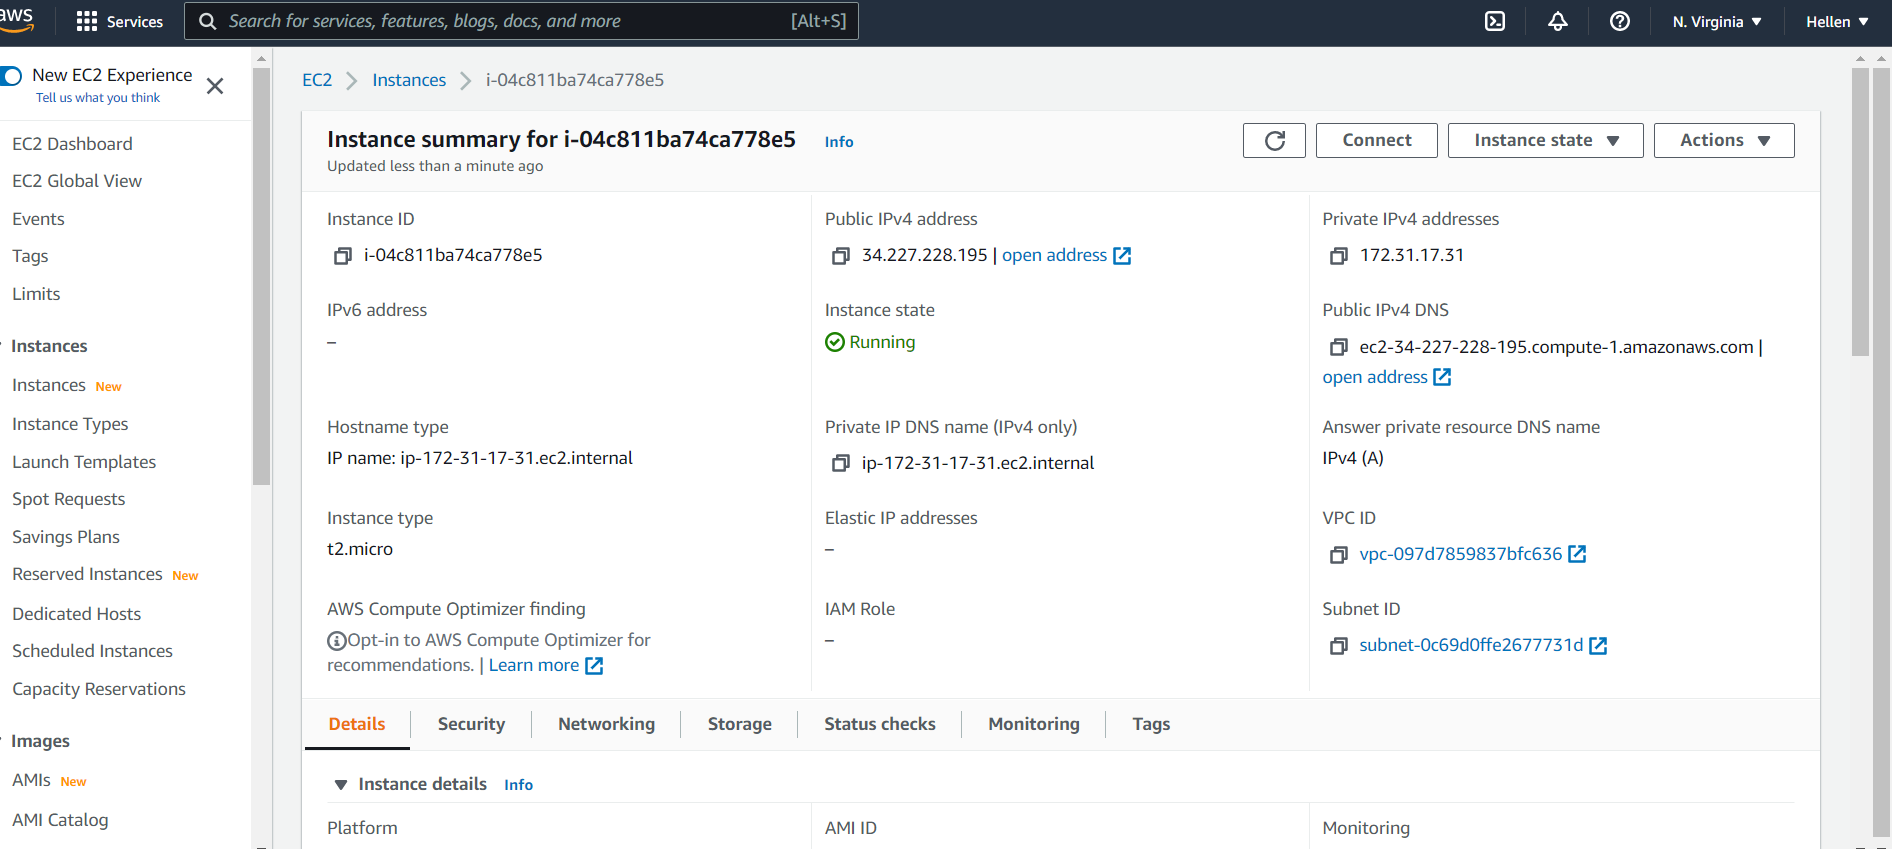 aws
Services
Search for services, features, blogs, docs, and more [Alt+S]
N. Virginia
Hellen
New EC2 Experience
Tell us what you think
EC2 Dashboard
EC2 Global View
Events
Tags
Limits
Instances
Instances New
Instance Types
Launch Templates
Spot Requests
Savings Plans
Reserved Instances New
Dedicated Hosts
Scheduled Instances
Capacity Reservations
Images
AMIs New
AMI Catalog
EC2 > Instances > i-04c811ba74ca778e5
Instance summary for i-04c811ba74ca778e5 Info
Updated less than a minute ago
Connect
Instance state
Actions
Instance ID
i-04c811ba74ca778e5
Public IPv4 address
34.227.228.195 | open address
Private IPv4 addresses
172.31.17.31
IPv6 address
–
Instance state
Running
Public IPv4 DNS
ec2-34-227-228-195.compute-1.amazonaws.com |
open address
Hostname type
IP name: ip-172-31-17-31.ec2.internal
Private IP DNS name (IPv4 only)
ip-172-31-17-31.ec2.internal
Answer private resource DNS name
IPv4 (A)
Instance type
t2.micro
Elastic IP addresses
–
VPC ID
vpc-097d7859837bfc636
AWS Compute Optimizer finding
Opt-in to AWS Compute Optimizer for
recommendations. | Learn more
IAM Role
–
Subnet ID
subnet-0c69d0ffe2677731d
Details
Security
Networking
Storage
Status checks
Monitoring
Tags
Instance details Info
Platform
AMI ID
Monitoring